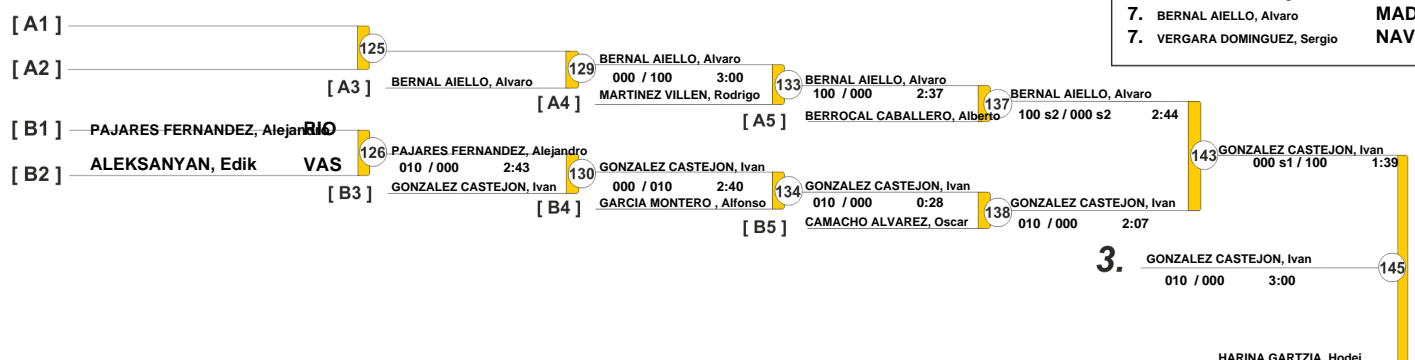 7. BERNAL AIELLO, Alvaro MAD
7. VERGARA DOMINGUEZ, Sergio NAV
[ A1 ]
125
[ A2 ]
[ A3 ]
BERNAL AIELLO, Alvaro
129
[ A4 ]
BERNAL AIELLO, Alvaro
000 / 100 3:00
MARTINEZ VILLEN, Rodrigo
133
[ A5 ]
BERNAL AIELLO, Alvaro
100 / 000 2:37
BERROCAL CABALLERO, Alberto
137
BERNAL AIELLO, Alvaro
100 s2 / 000 s2 2:44
[ B1 ] PAJARES FERNANDEZ, Alejandro RIO
126
[ B2 ] ALEKSANYAN, Edik VAS
[ B3 ]
PAJARES FERNANDEZ, Alejandro
010 / 000 2:43
GONZALEZ CASTEJON, Ivan
130
[ B4 ]
GONZALEZ CASTEJON, Ivan
000 / 010 2:40
GARCIA MONTERO , Alfonso
134
[ B5 ]
GONZALEZ CASTEJON, Ivan
010 / 000 0:28
CAMACHO ALVAREZ, Oscar
138
GONZALEZ CASTEJON, Ivan
010 / 000 2:07
143
GONZALEZ CASTEJON, Ivan
000 s1 / 100 1:39
3. GONZALEZ CASTEJON, Ivan
010 / 000 3:00
145
HARINA GARTZIA, Hodei